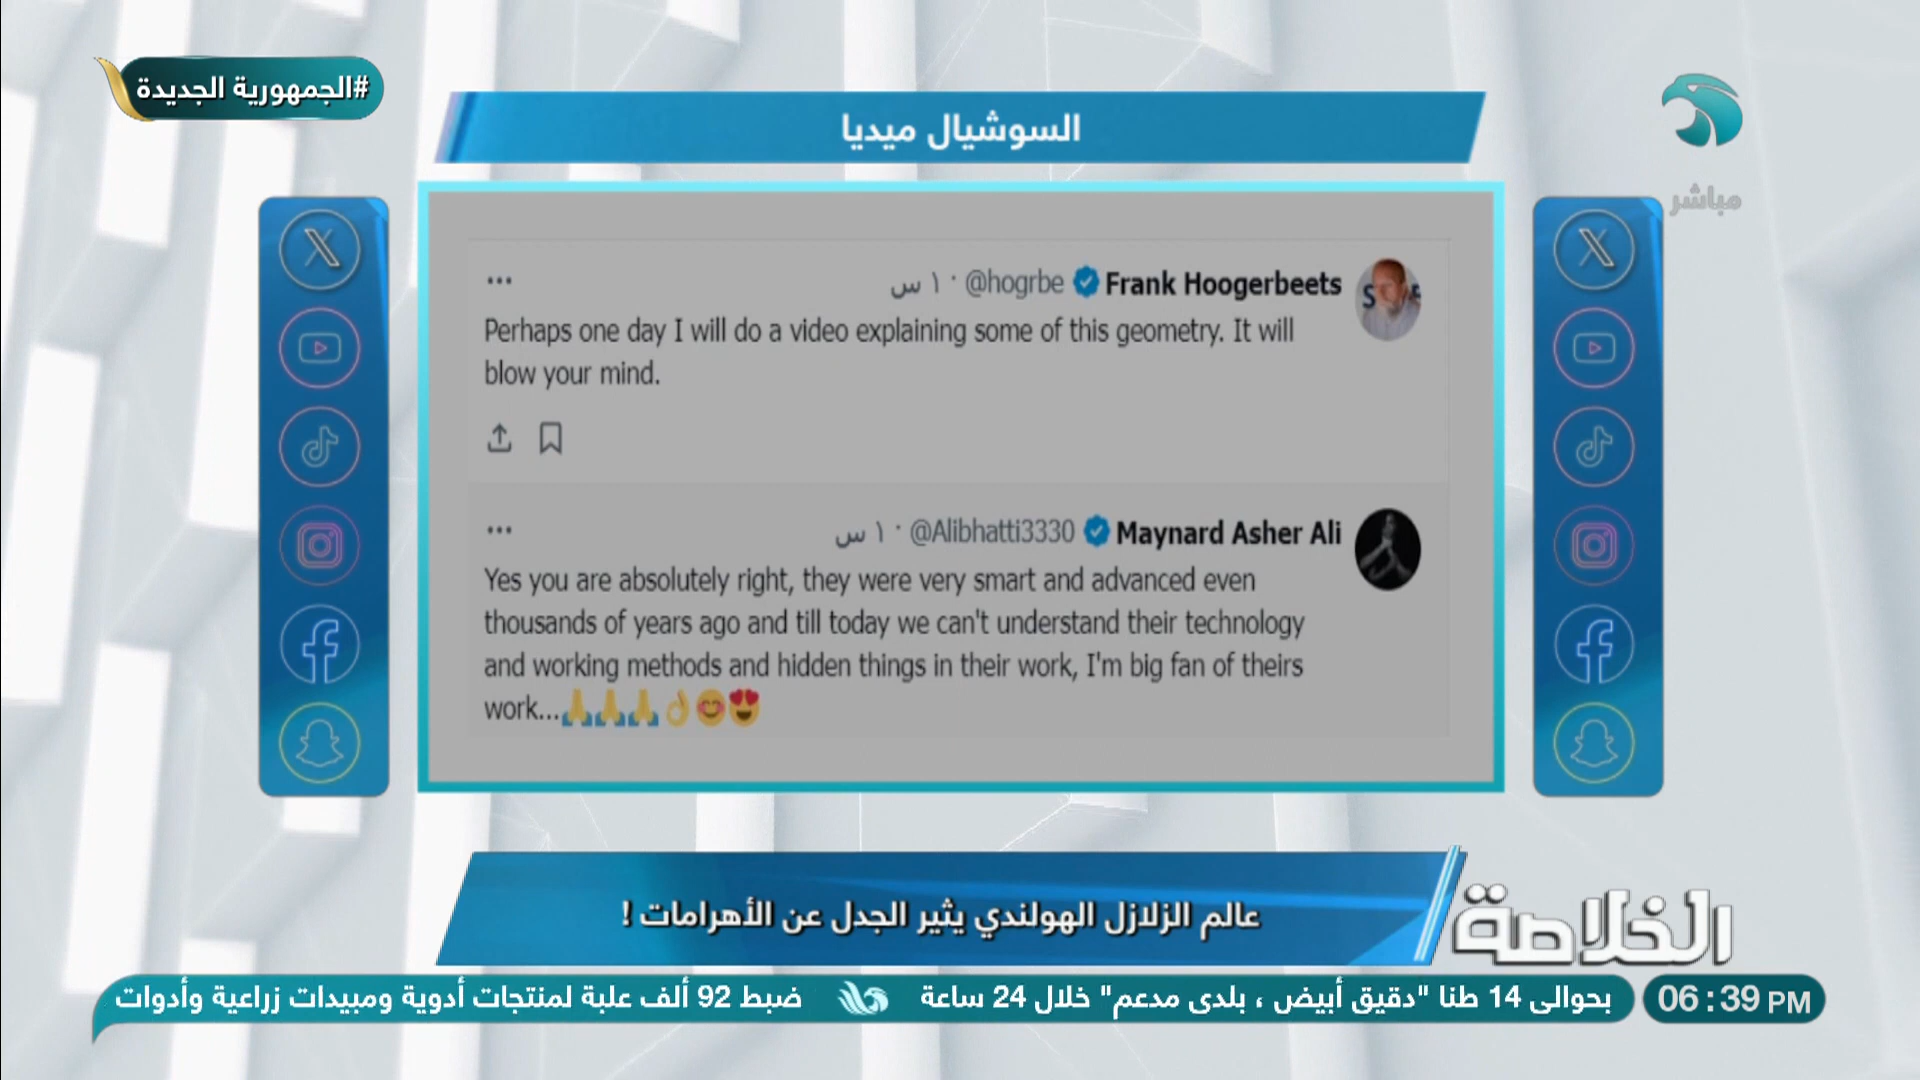 #الجمهورية الجديدة
السوشيال ميديا
مباشر
Frank Hoogerbeets @hogrbe · ١ س
Perhaps one day I will do a video explaining some of this geometry. It will
blow your mind.
Maynard Asher Ali @Alibhatti3330 · ١ س
Yes you are absolutely right, they were very smart and advanced even
thousands of years ago and till today we can't understand their technology
and working methods and hidden things in their work, I'm big fan of theirs
work...🙏🙏🙏👌😊😍
عالم الزلازل الهولندي يثير الجدل عن الأهرامات !
الخلاصة
06:39 PM
بحوالى 14 طنا "دقيق أبيض ، بلدى مدعم" خلال 24 ساعة
ضبط 92 ألف علبة لمنتجات أدوية ومبيدات زراعية وأدوات